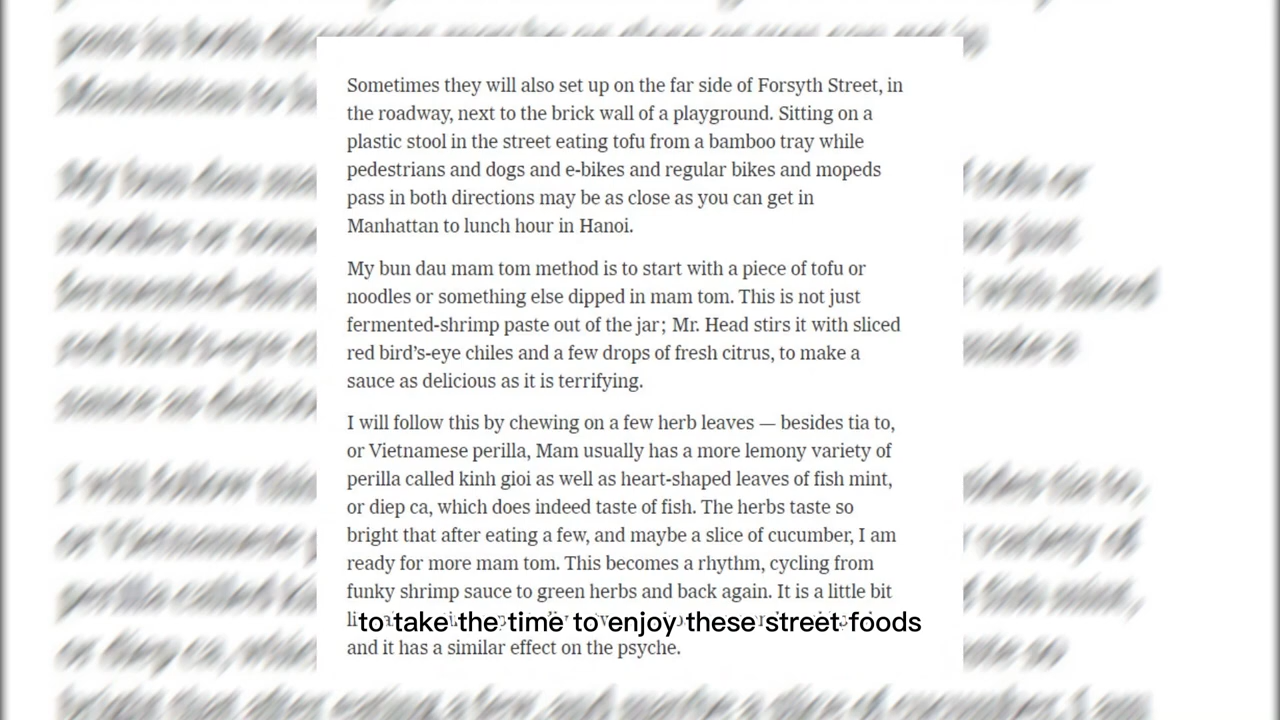 Sometimes they will also set up on the far side of Forsyth Street, in
the roadway, next to the brick wall of a playground. Sitting on a
plastic stool in the street eating tofu from a bamboo tray while
pedestrians and dogs and e-bikes and regular bikes and mopeds
pass in both directions may be as close as you can get in
Manhattan to lunch hour in Hanoi.
My bun dau mam tom method is to start with a piece of tofu or
noodles or something else dipped in mam tom. This is not just
fermented-shrimp paste out of the jar; Mr. Head stirs it with sliced
red bird’s-eye chiles and a few drops of fresh citrus, to make a
sauce as delicious as it is terrifying.
I will follow this by chewing on a few herb leaves — besides tia to,
or Vietnamese perilla, Mam usually has a more lemony variety of
perilla called kinh gioi as well as heart-shaped leaves of fish mint,
or diep ca, which does indeed taste of fish. The herbs taste so
bright that after eating a few, and maybe a slice of cucumber, I am
ready for more mam tom. This becomes a rhythm, cycling from
funky shrimp sauce to green herbs and back again. It is a little bit
to take the time to enjoy these street foods
and it has a similar effect on the psyche.